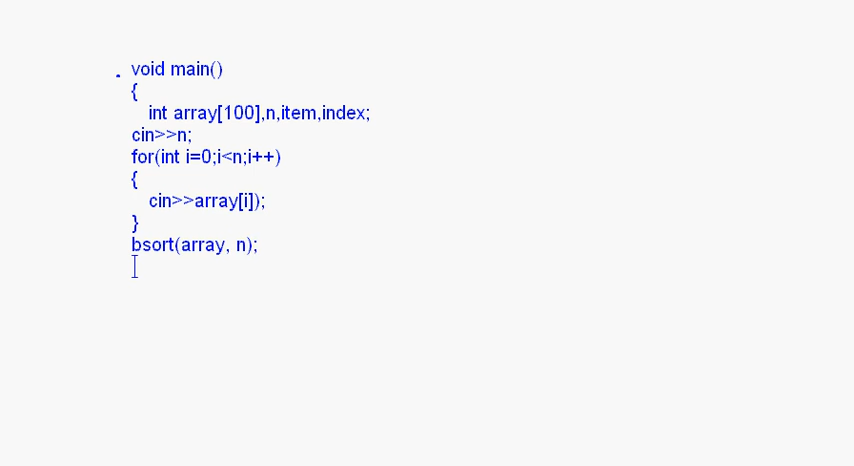 void main()
{
int array[100],n,item,index;
cin>>n;
for(int i=0;i<n;i++)
{
cin>>array[i]);
}
bsort(array, n);